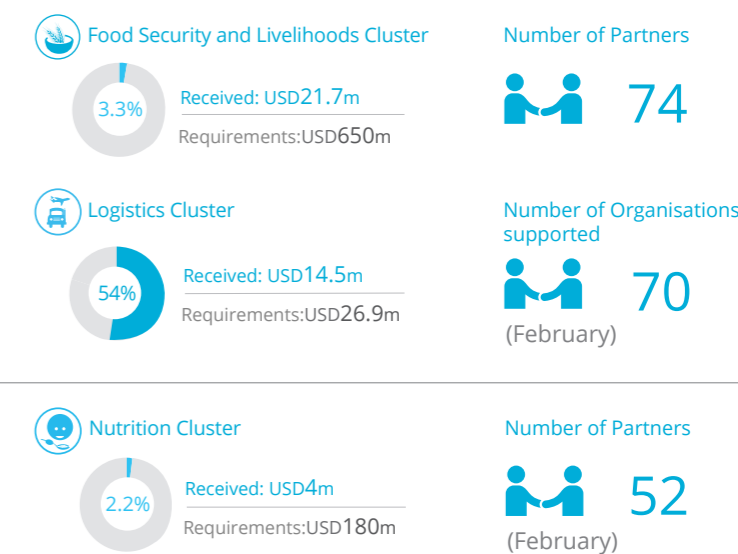 Food Security and Livelihoods Cluster
Number of Partners
3.3%
Received: USD21.7m
Requirements:USD650m
74
Logistics Cluster
Number of Organisations
supported
54%
Received: USD14.5m
Requirements:USD26.9m
70
(February)
Nutrition Cluster
Number of Partners
2.2%
Received: USD4m
Requirements:USD180m
52
(February)